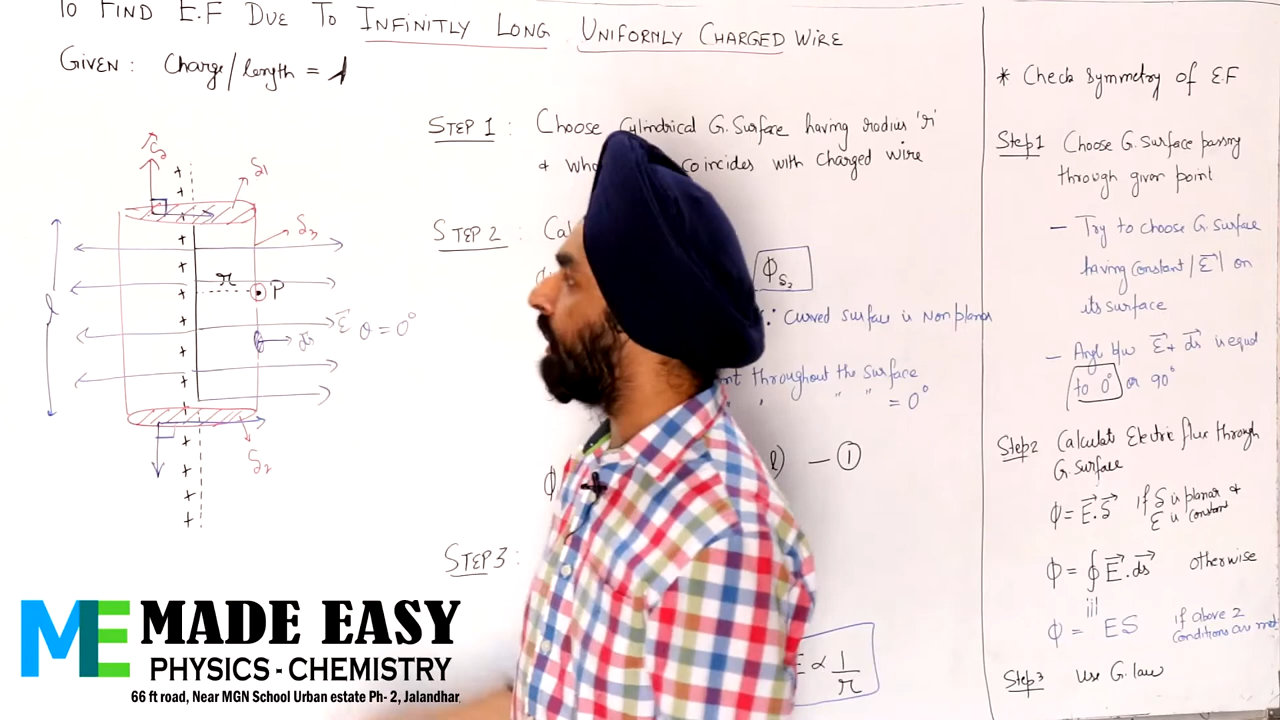 TO FIND E.F DUE TO INFINITLY LONG UNIFORMLY CHARGED WIRE
GIVEN: Charge/length = λ
STEP 1: Choose Cylindrical G. Surface having radius 'r'
& coincides with charged wire
STEP 2:
ϕS₂
∵ curved surface is Non planar
throughout the surface
" " = 0°
l) — ①
ϕ
STEP 3:
E ∝ 1/r
S₁
S₃
r
P
l
E⃗ θ = 0°
ds⃗
S₂
* Check Symmetry of E.F
Step1 Choose G. Surface passing
through given point
— Try to choose G. Surface
having constant |E⃗| on
its surface
— Angl b/w E⃗ & ds⃗ is equal
to 0° or 90°
Step2 Calculat Electric flux through
G. surface
ϕ = E⃗.S⃗ if S is planar &
E is constant
ϕ = ∮ E⃗.ds⃗ otherwise
ϕ = ES if above 2
conditions are met
Step3 Use G. law
ME MADE EASY
PHYSICS - CHEMISTRY
66 ft road, Near MGN School Urban estate Ph- 2, Jalandhar